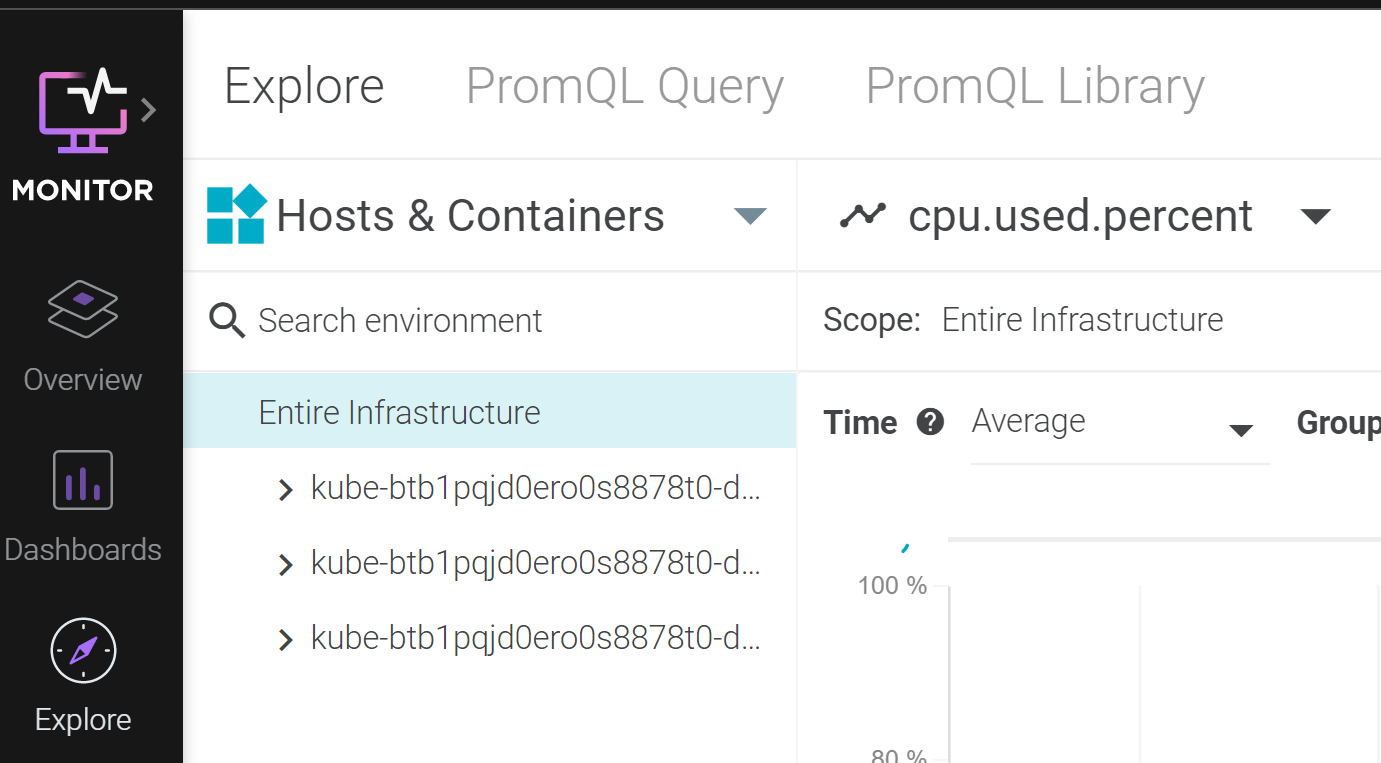 MONITOR
Overview
Dashboards
Explore
Explore
PromQL Query
PromQL Library
Hosts & Containers
cpu.used.percent
Search environment
Scope: Entire Infrastructure
Entire Infrastructure
kube-btb1pqjd0ero0s8878t0-d...
kube-btb1pqjd0ero0s8878t0-d...
kube-btb1pqjd0ero0s8878t0-d...
Time ? Average
Group
100 %
80 %